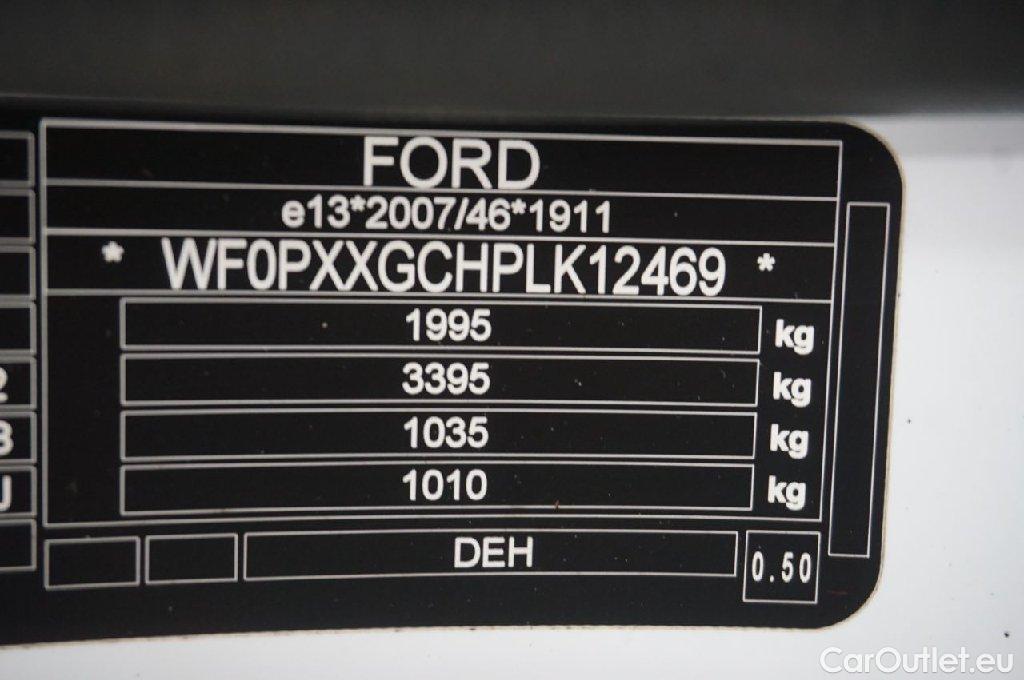 FORD
e13*2007/46*1911
* WF0PXXGCHPLK12469 *
1995 kg
3395 kg
2
1035 kg
1010 kg
DEH
0.50
CarOutlet.eu